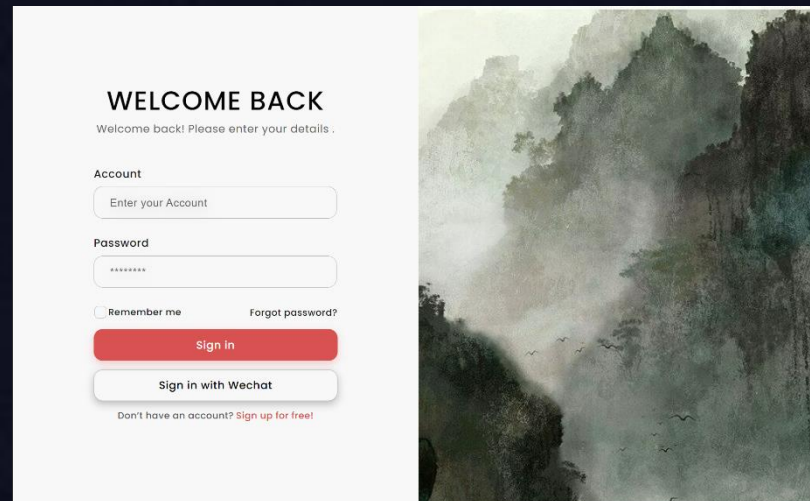 WELCOME BACK
Welcome back! Please enter your details .
Account
Enter your Account
Password
********
Remember me
Forgot password?
Sign in
Sign in with Wechat
Don't have an account? Sign up for free!